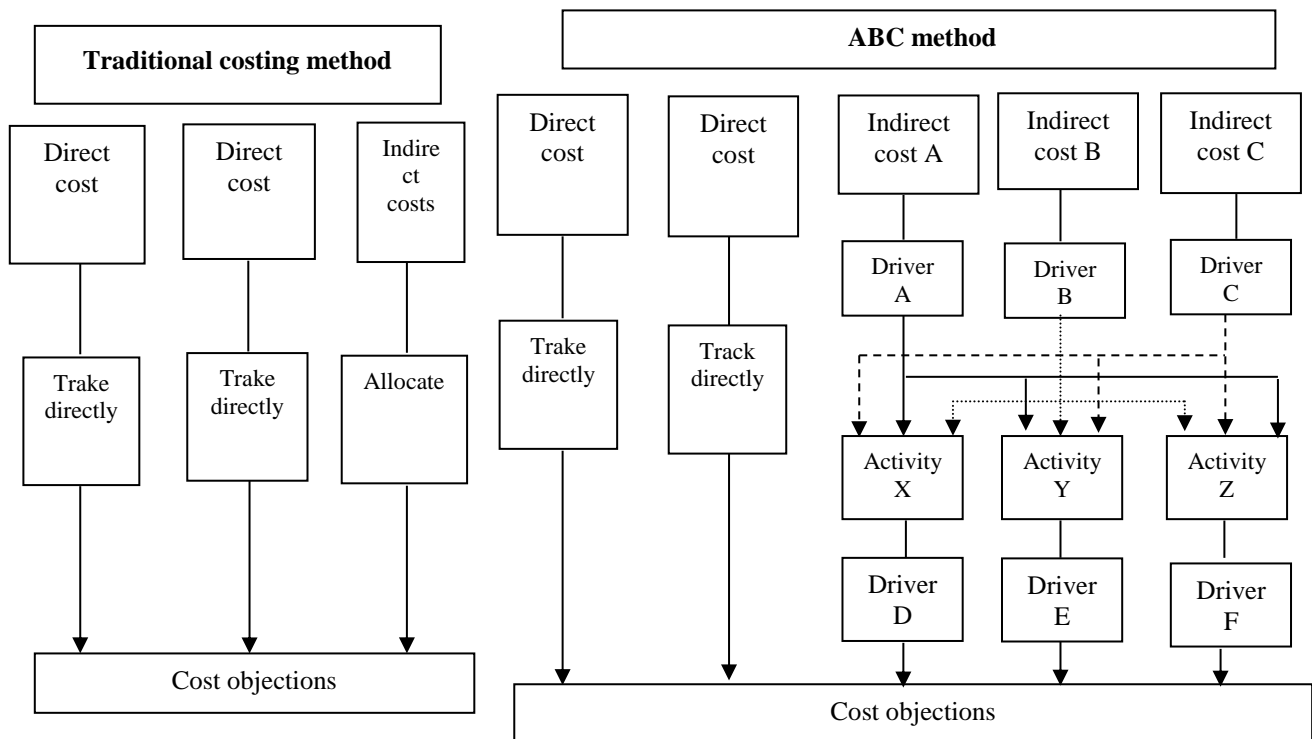 Traditional costing method
Direct
cost
Direct
cost
Indire
ct
costs
Trake
directly
Trake
directly
Allocate
Cost objections
ABC method
Direct
cost
Direct
cost
Indirect
cost A
Indirect
cost B
Indirect
cost C
Driver
A
Driver
B
Driver
C
Trake
directly
Track
directly
Activity
X
Activity
Y
Activity
Z
Driver
D
Driver
E
Driver
F
Cost objections